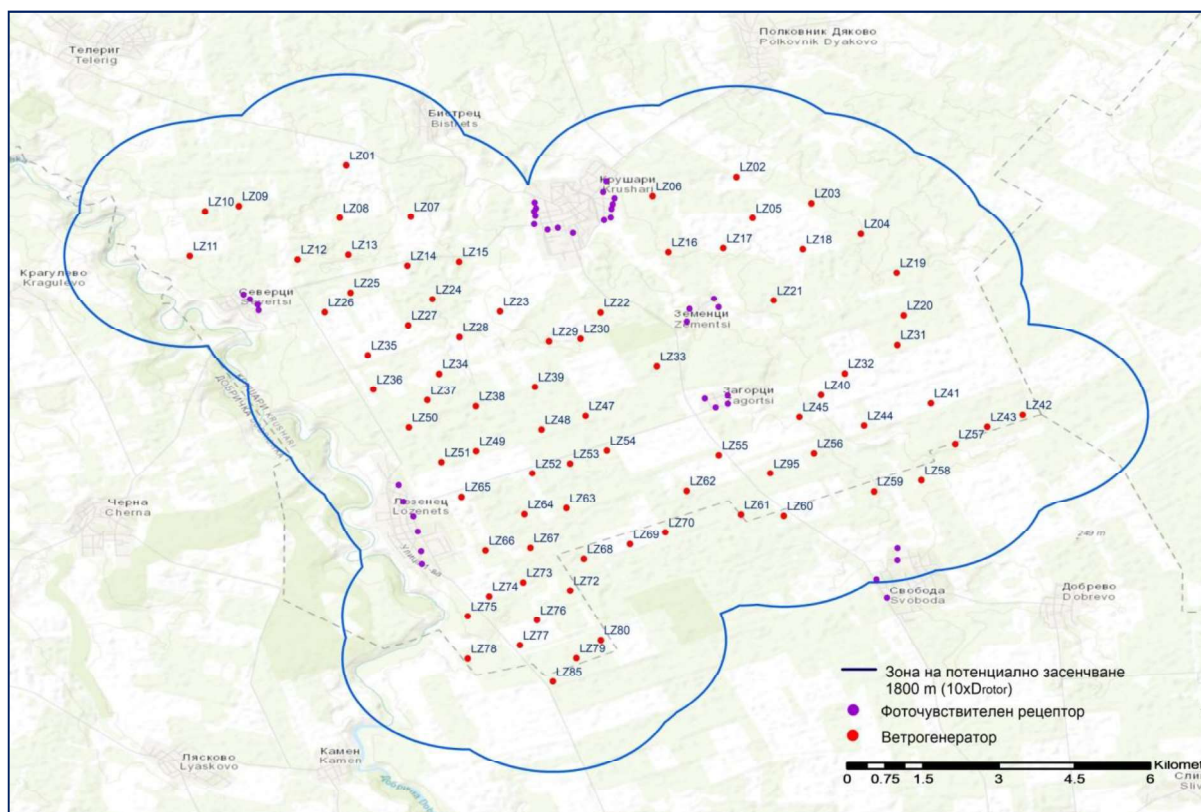 Телериг
Telerig
Полковник Дяково
Polkovnik Dyakovo
Бистрец
Bistrets
LZ01
Крушари
Krushari
LZ02
LZ06
LZ03
LZ10
LZ09
LZ08
LZ07
LZ05
LZ04
LZ11
LZ12
LZ13
LZ14
LZ15
LZ16
LZ17
LZ18
Крагулево
Kragulevo
LZ19
Северци
Severtsi
LZ25
LZ24
LZ26
LZ23
LZ22
LZ21
Земенци
Zementsi
LZ20
LZ27
LZ28
LZ29
LZ30
LZ31
LZ35
LZ34
LZ33
LZ32
LZ36
LZ37
LZ38
LZ39
Загорци
Zagortsi
LZ40
LZ41
LZ42
КРУШАРИ KRUSHARI
LZ50
LZ48
LZ47
LZ45
LZ44
LZ43
LZ51
LZ49
LZ52
LZ53
LZ54
LZ55
LZ56
LZ57
LZ95
LZ58
Черна
Cherna
Лозенец
Lozenets
LZ65
LZ64
LZ63
LZ62
LZ61
LZ60
LZ59
LZ66
LZ67
LZ68
LZ69
LZ70
249 m
LZ74
LZ73
LZ72
Свобода
Svoboda
Добрево
Dobrevo
LZ75
LZ76
LZ78
LZ77
LZ79
LZ80
LZ85
Зона на потенциално засенчване
1800 m (10xDrotor)
Фоточувствителен рецептор
Ветрогенератор
Лясково
Lyaskovo
Камен
Kamen
Kilomet
0 0.75 1.5 3 4.5 6